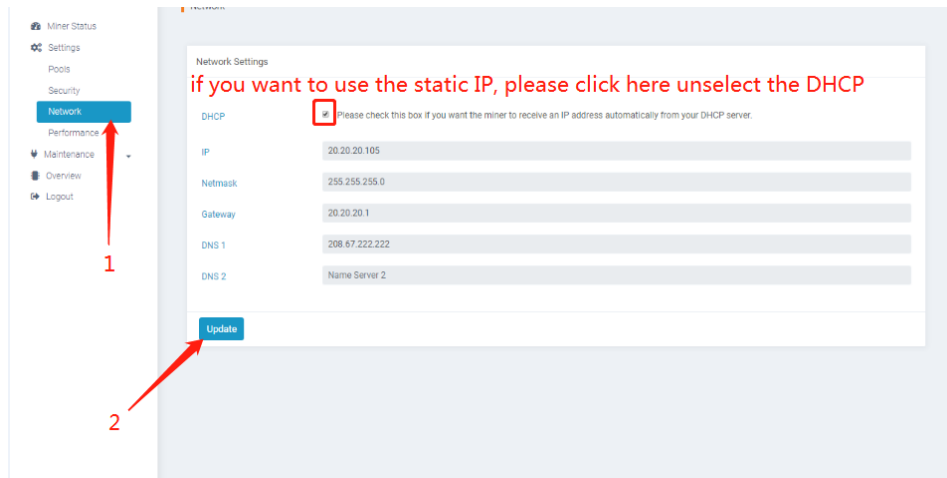 Network
Miner Status
Settings
Pools
Security
Network
Performance
Maintenance
Overview
Logout
Network Settings
if you want to use the static IP, please click here unselect the DHCP
DHCP
Please check this box if you want the miner to receive an IP address automatically from your DHCP server.
IP
20.20.20.105
Netmask
255.255.255.0
Gateway
20.20.20.1
DNS 1
208.67.222.222
DNS 2
Name Server 2
Update
1
2